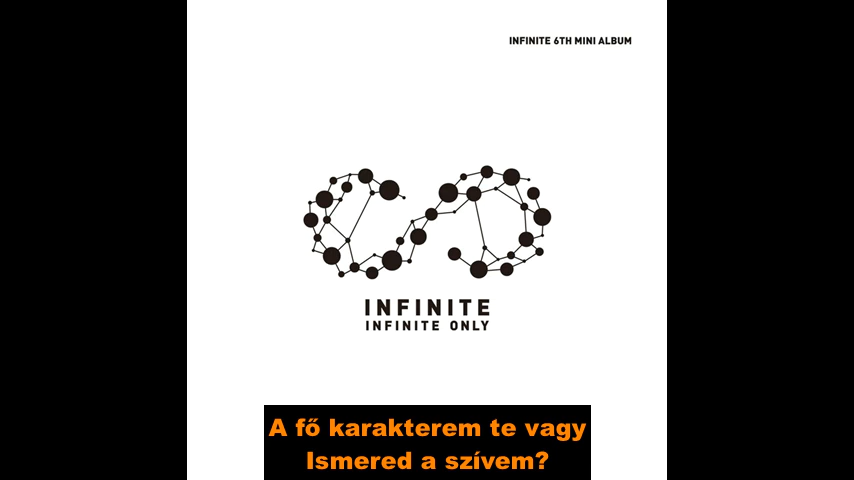 INFINITE 6TH MINI ALBUM
INFINITE
INFINITE ONLY
A fő karakterem te vagy
Ismered a szívem?